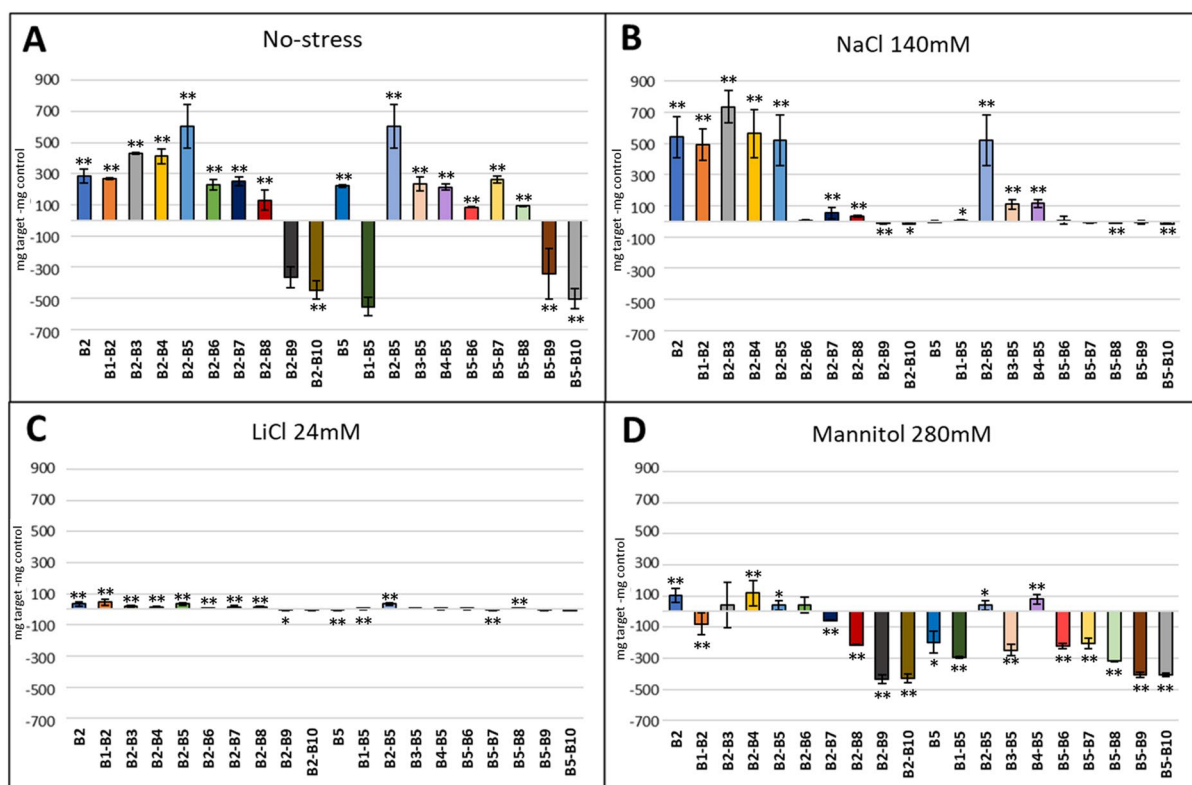 A
No-stress
mg target -mg control
900
700
500
300
100
-100
-300
-500
-700
** ** ** ** ** ** ** ** ** ** ** ** ** ** ** ** ** **
B2
B1-B2
B2-B3
B2-B4
B2-B5
B2-B6
B2-B7
B2-B8
B2-B9
B2-B10
B5
B1-B5
B2-B5
B3-B5
B4-B5
B5-B6
B5-B7
B5-B8
B5-B9
B5-B10
B
NaCl 140mM
mg target -mg control
900
700
500
300
100
-100
-300
-500
-700
** ** ** ** ** ** ** ** * * ** ** ** ** **
B2
B1-B2
B2-B3
B2-B4
B2-B5
B2-B6
B2-B7
B2-B8
B2-B9
B2-B10
B5
B1-B5
B2-B5
B3-B5
B4-B5
B5-B6
B5-B7
B5-B8
B5-B9
B5-B10
C
LiCl 24mM
mg target -mg control
900
700
500
300
100
-100
-300
-500
-700
** ** ** ** ** ** ** ** * ** ** ** ** **
B2
B1-B2
B2-B3
B2-B4
B2-B5
B2-B6
B2-B7
B2-B8
B2-B9
B2-B10
B5
B1-B5
B2-B5
B3-B5
B4-B5
B5-B6
B5-B7
B5-B8
B5-B9
B5-B10
D
Mannitol 280mM
mg target -mg control
900
700
500
300
100
-100
-300
-500
-700
** ** ** * ** ** ** ** * ** * ** ** ** ** ** ** **
B2
B1-B2
B2-B3
B2-B4
B2-B5
B2-B6
B2-B7
B2-B8
B2-B9
B2-B10
B5
B1-B5
B2-B5
B3-B5
B4-B5
B5-B6
B5-B7
B5-B8
B5-B9
B5-B10